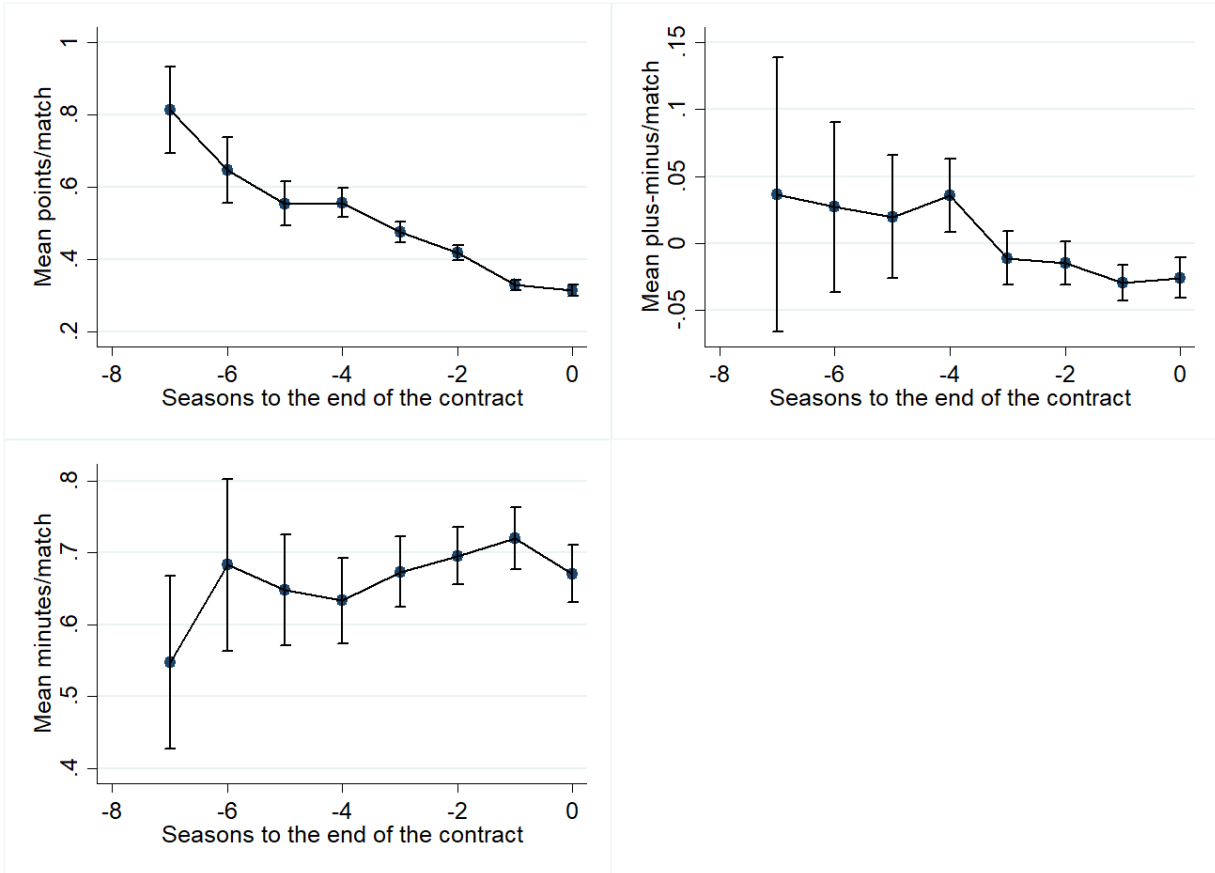 Mean points/match
1
.8
.6
.4
.2
-8 -6 -4 -2 0
Seasons to the end of the contract
Mean plus-minus/match
.15
.1
.05
0
-.05
-8 -6 -4 -2 0
Seasons to the end of the contract
Mean minutes/match
.8
.7
.6
.5
.4
-8 -6 -4 -2 0
Seasons to the end of the contract